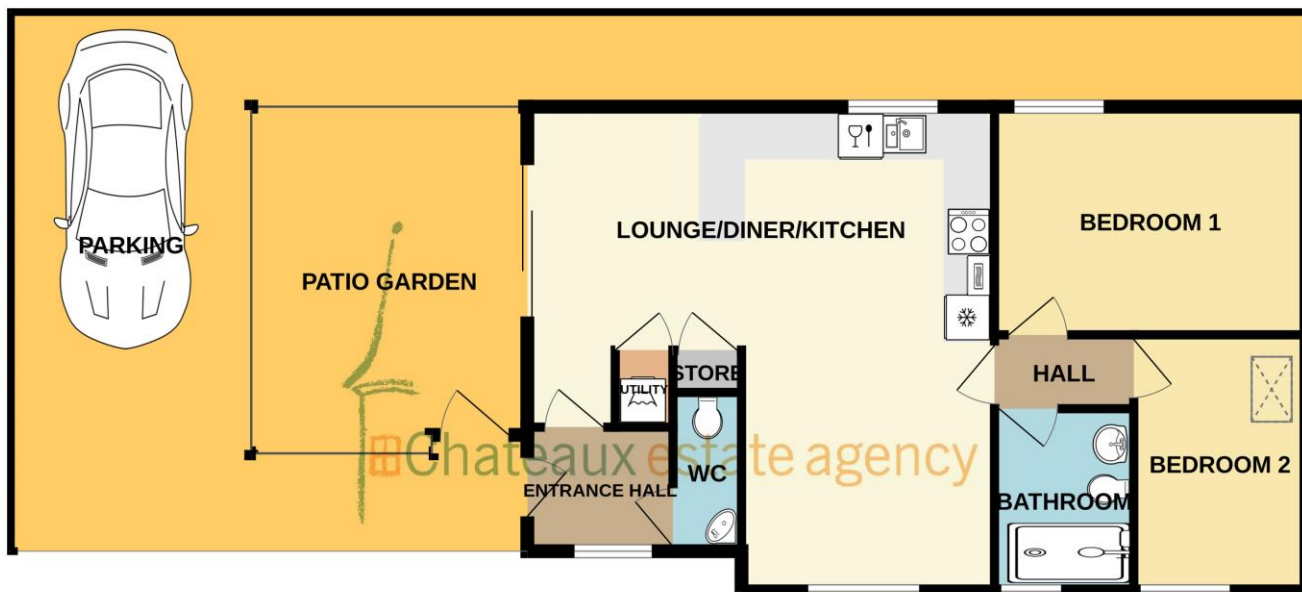 PARKING
PATIO GARDEN
LOUNGE/DINER/KITCHEN
BEDROOM 1
UTILITY
STORE
HALL
Chateaux estate agency
ENTRANCE HALL
WC
BEDROOM 2
BATHROOM